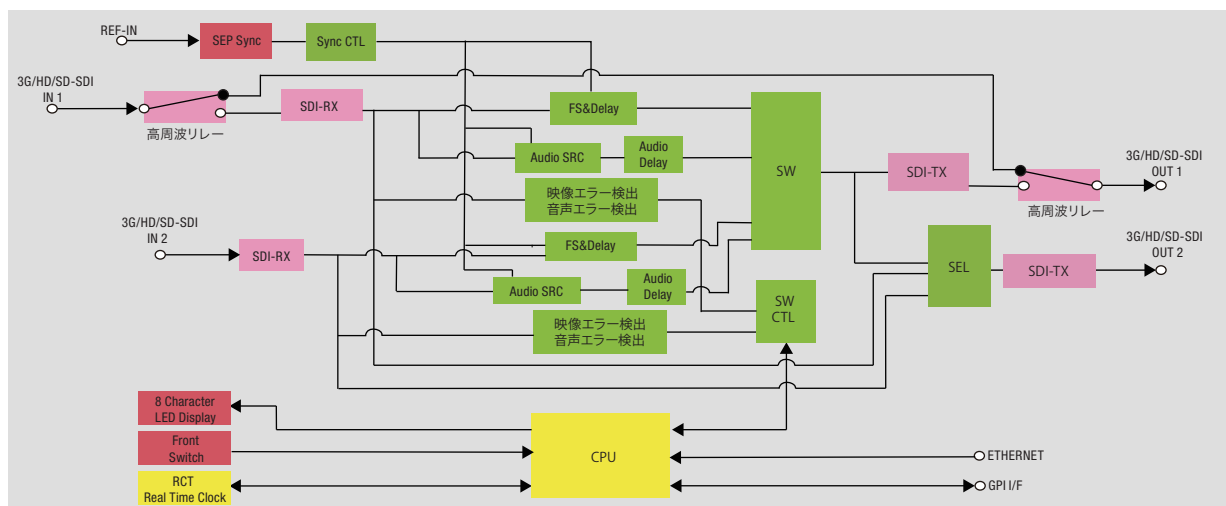 REF-IN
SEP Sync
Sync CTL
3G/HD/SD-SDI
IN 1
高周波リレー
SDI-RX
FS&Delay
Audio SRC
Audio
Delay
SW
SDI-TX
高周波リレー
3G/HD/SD-SDI
OUT 1
映像エラー検出
音声エラー検出
3G/HD/SD-SDI
IN 2
SDI-RX
FS&Delay
Audio SRC
Audio
Delay
SW
CTL
SEL
SDI-TX
3G/HD/SD-SDI
OUT 2
映像エラー検出
音声エラー検出
8 Character
LED Display
Front
Switch
RCT
Real Time Clock
CPU
ETHERNET
GPI I/F